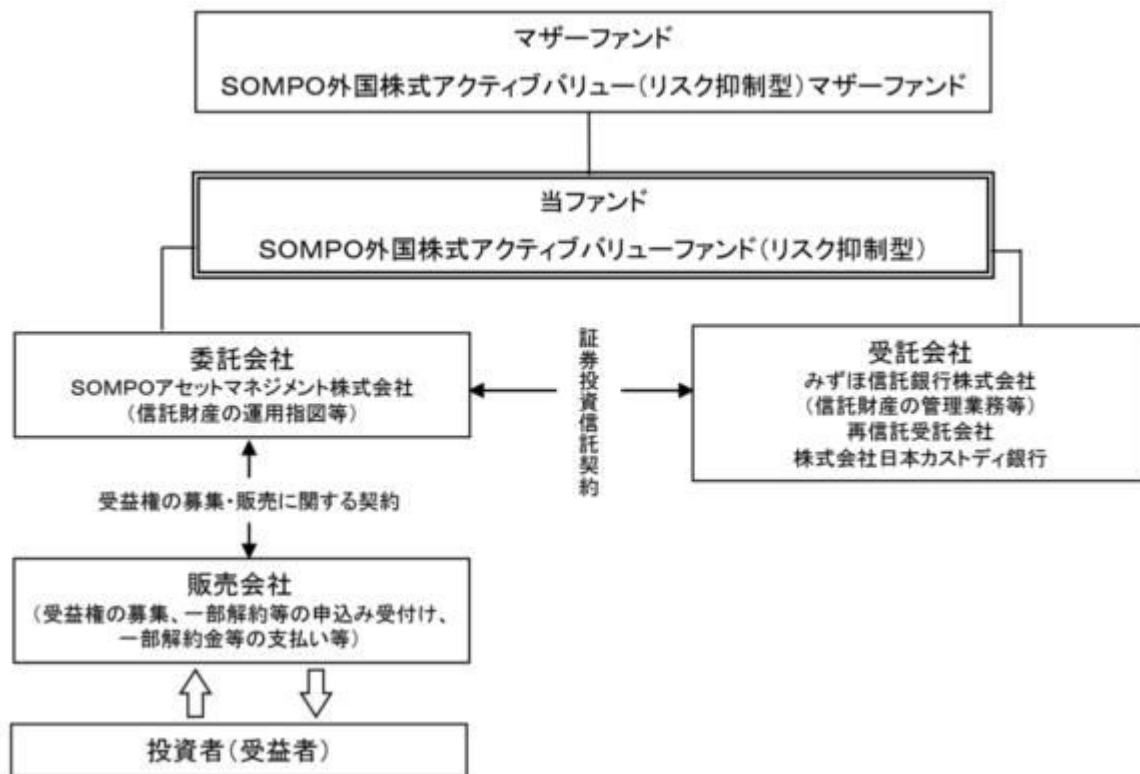 マザーファンド
SOMPO外国株式アクティブバリュー(リスク抑制型)マザーファンド
当ファンド
SOMPO外国株式アクティブバリューファンド(リスク抑制型)
委託会社
SOMPOアセットマネジメント株式会社
(信託財産の運用指図等)
証券投資信託契約
受託会社
みずほ信託銀行株式会社
(信託財産の管理業務等)
再信託受託会社
株式会社日本カストディ銀行
受益権の募集・販売に関する契約
販売会社
(受益権の募集、一部解約等の申込み受付け、
一部解約金等の支払い等)
投資者(受益者)